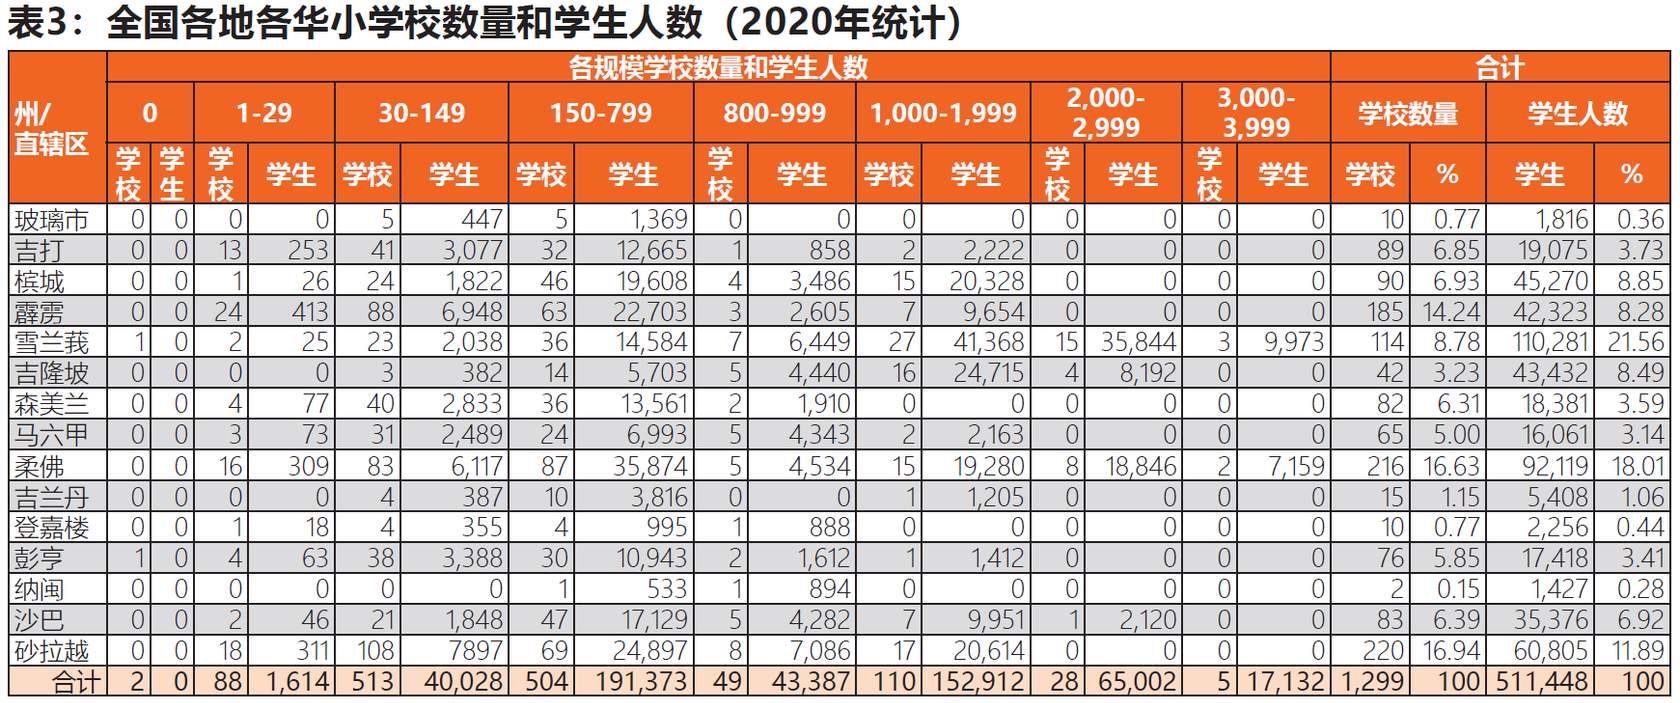 表3：全国各地各华小学校数量和学生人数（2020年统计）
州/直辖区 各规模学校数量和学生人数 合计
0 1-29 30-149 150-799 800-999 1,000-1,999 2,000-2,999 3,000-3,999 学校数量 学生人数
学校 学生 学校 学生 学校 学生 学校 学生 学校 学生 学校 学生 学校 学生 学校 学生 学校 % 学生 %
玻璃市 0 0 0 0 5 447 5 1,369 0 0 0 0 0 0 0 0 10 0.77 1,816 0.36
吉打 0 0 13 253 41 3,077 32 12,665 1 858 2 2,222 0 0 0 0 89 6.85 19,075 3.73
槟城 0 0 1 26 24 1,822 46 19,608 4 3,486 15 20,328 0 0 0 0 90 6.93 45,270 8.85
霹雳 0 0 24 413 88 6,948 63 22,703 3 2,605 7 9,654 0 0 0 0 185 14.24 42,323 8.28
雪兰莪 1 0 2 25 23 2,038 36 14,584 7 6,449 27 41,368 15 35,844 3 9,973 114 8.78 110,281 21.56
吉隆坡 0 0 0 0 3 382 14 5,703 5 4,440 16 24,715 4 8,192 0 0 42 3.23 43,432 8.49
森美兰 0 0 4 77 40 2,833 36 13,561 2 1,910 0 0 0 0 0 0 82 6.31 18,381 3.59
马六甲 0 0 3 73 31 2,489 24 6,993 5 4,343 2 2,163 0 0 0 0 65 5.00 16,061 3.14
柔佛 0 0 16 309 83 6,117 87 35,874 5 4,534 15 19,280 8 18,846 2 7,159 216 16.63 92,119 18.01
吉兰丹 0 0 0 0 4 387 10 3,816 0 0 1 1,205 0 0 0 0 15 1.15 5,408 1.06
登嘉楼 0 0 1 18 4 355 4 995 1 888 0 0 0 0 0 0 10 0.77 2,256 0.44
彭亨 1 0 4 63 38 3,388 30 10,943 2 1,612 1 1,412 0 0 0 0 76 5.85 17,418 3.41
纳闽 0 0 0 0 0 0 1 533 1 894 0 0 0 0 0 0 2 0.15 1,427 0.28
沙巴 0 0 2 46 21 1,848 47 17,129 5 4,282 7 9,951 1 2,120 0 0 83 6.39 35,376 6.92
砂拉越 0 0 18 311 108 7897 69 24,897 8 7,086 17 20,614 0 0 0 0 220 16.94 60,805 11.89
合计 2 0 88 1,614 513 40,028 504 191,373 49 43,387 110 152,912 28 65,002 5 17,132 1,299 100 511,448 100